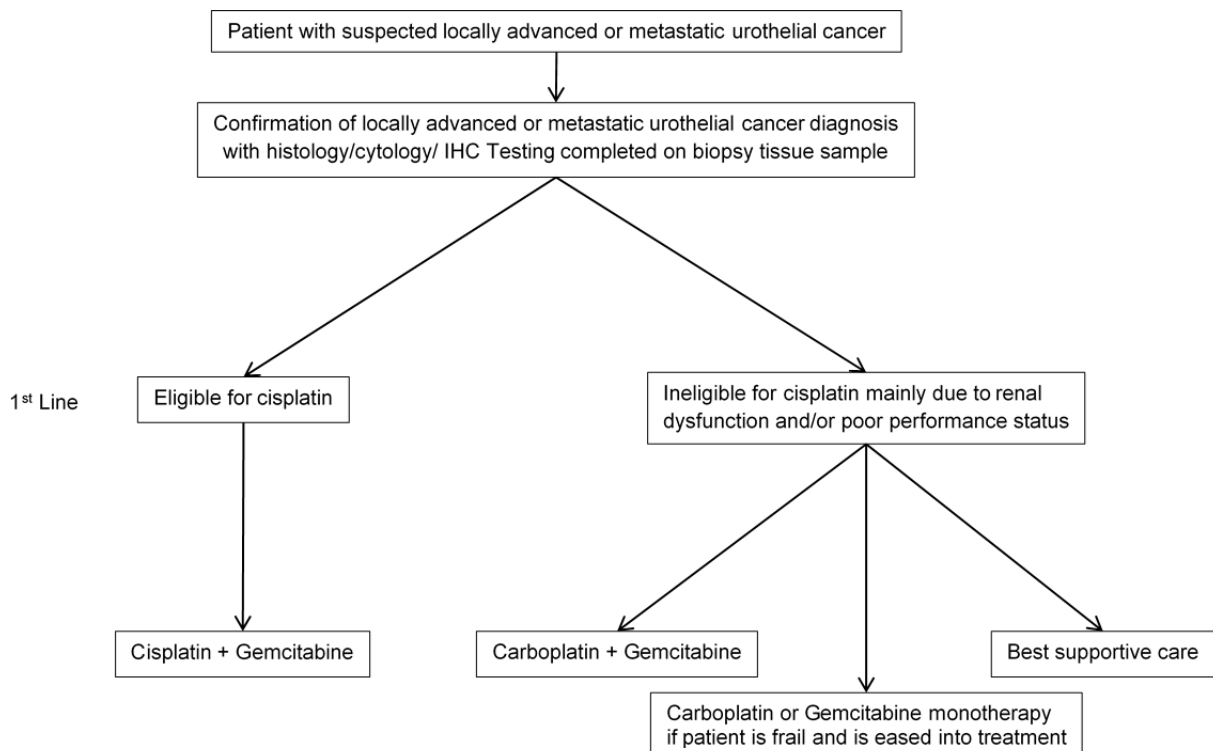 Patient with suspected locally advanced or metastatic urothelial cancer
Confirmation of locally advanced or metastatic urothelial cancer diagnosis
with histology/cytology/ IHC Testing completed on biopsy tissue sample
1st Line
Eligible for cisplatin
Ineligible for cisplatin mainly due to renal
dysfunction and/or poor performance status
Cisplatin + Gemcitabine
Carboplatin + Gemcitabine
Best supportive care
Carboplatin or Gemcitabine monotherapy
if patient is frail and is eased into treatment